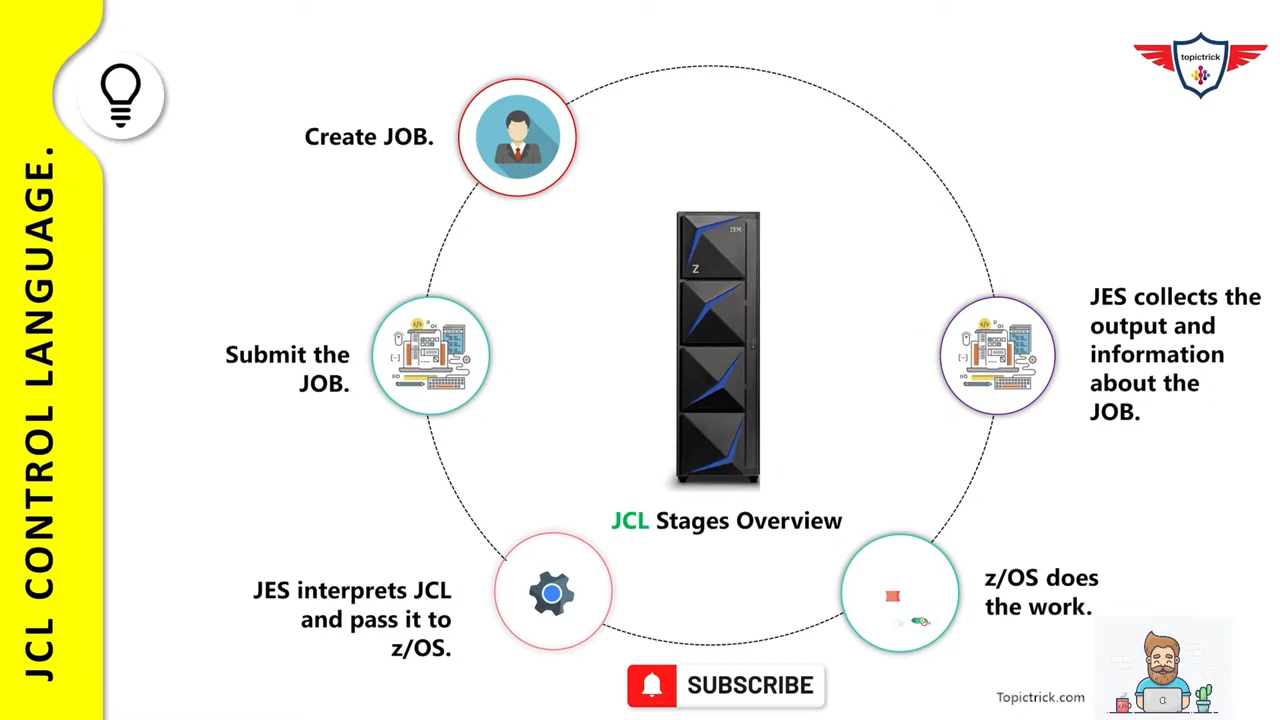 JCL CONTROL LANGUAGE.
topictrick
Create JOB.
IBM
Z
Submit the
JOB.
JES collects the
output and
information
about the
JOB.
JCL Stages Overview
JES interprets JCL
and pass it to
z/OS.
z/OS does
the work.
SUBSCRIBE
Topictrick.com